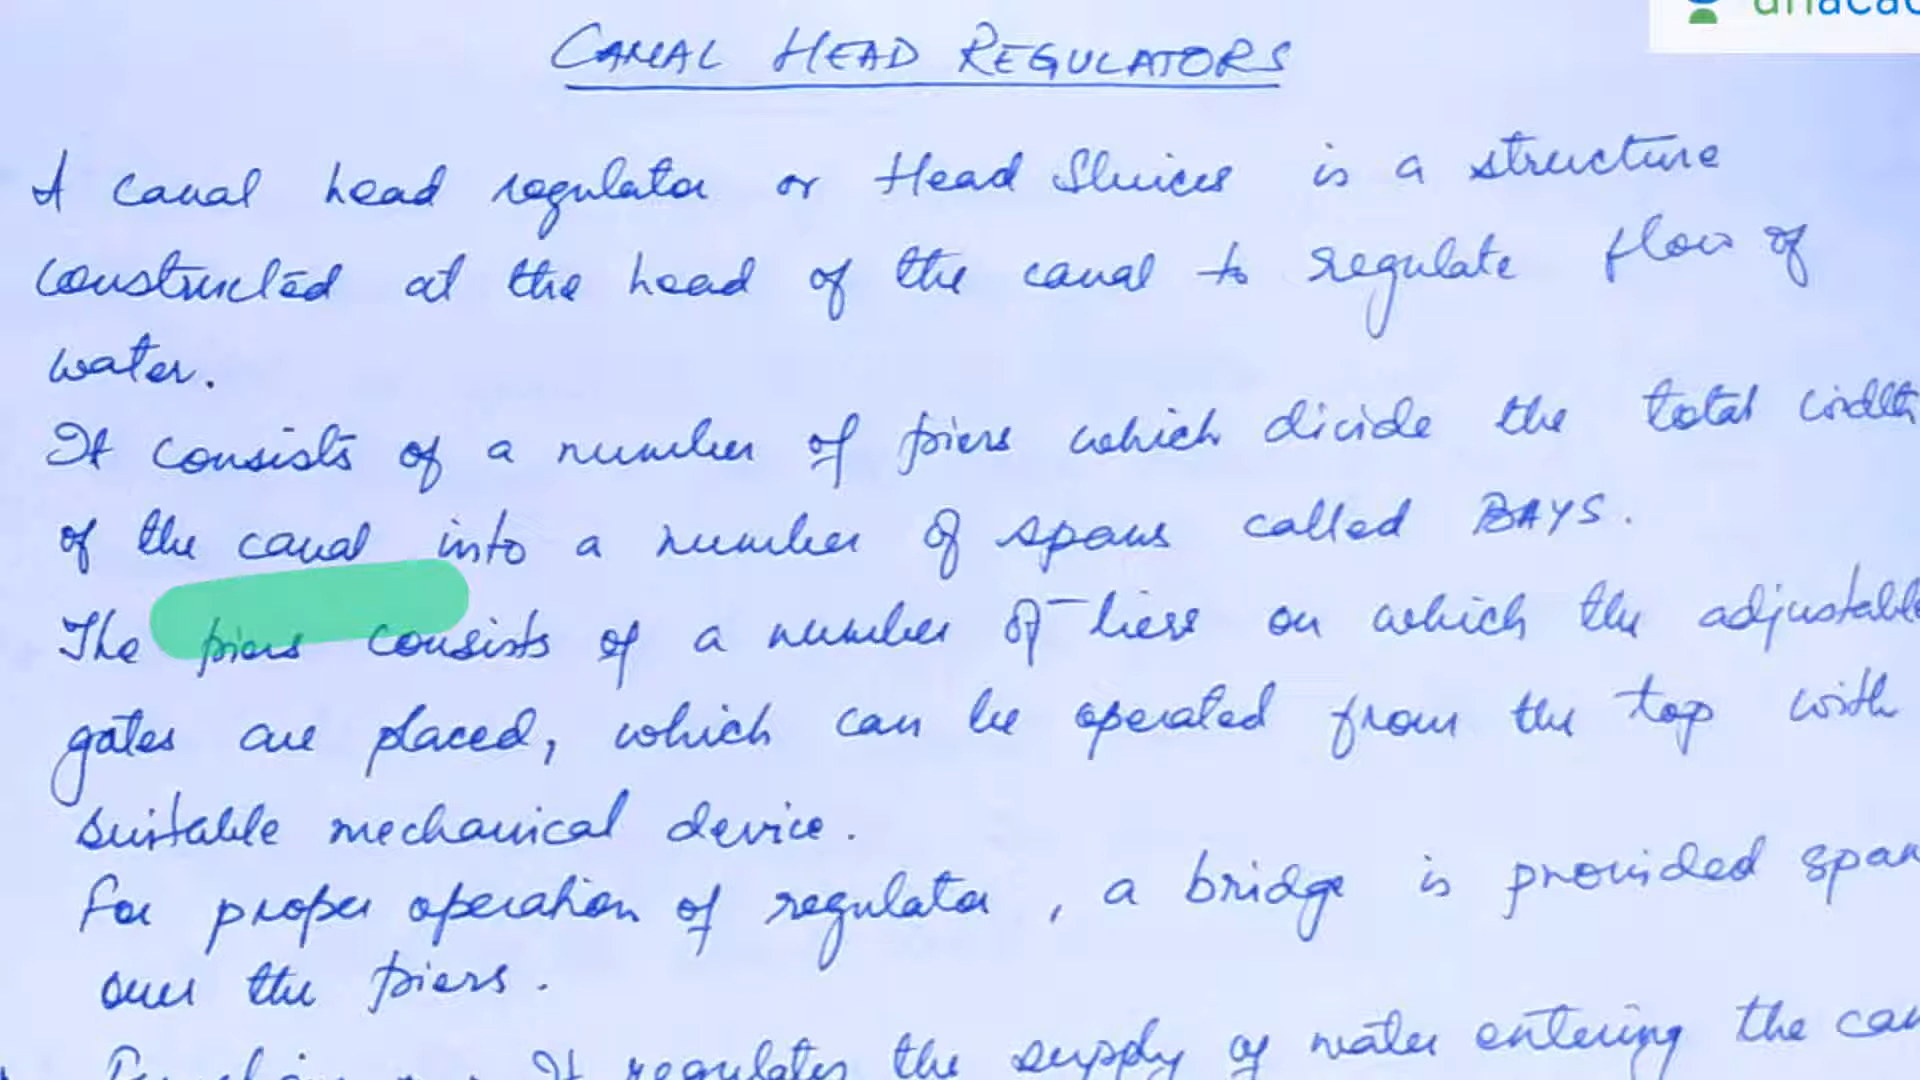 CANAL HEAD REGULATORS
A canal head regulator or Head Sluices is a structure
constructed at the head of the canal to regulate flow of
water.
It consists of a number of piers which divide the total width
of the canal into a number of spans called BAYS.
The piers consists of a number of tiers on which the adjustable
gates are placed, which can be operated from the top with
suitable mechanical device.
For proper operation of regulator, a bridge is provided span
over the piers.
It regulates the supply of water entering the can